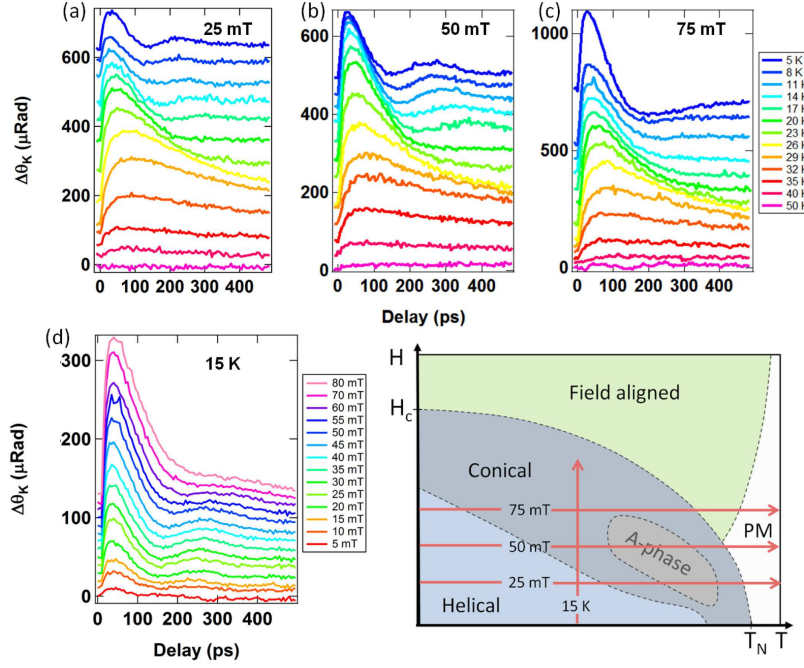 (a)
25 mT
600
400
200
0
0
100
200
300
400
ΔθK (μRad)
(b)
50 mT
600
400
200
0
0
100
200
300
400
Delay (ps)
(c)
75 mT
1000
500
0
0
100
200
300
400
5 K
8 K
11 K
14 K
17 K
20 K
23 K
26 K
29 K
32 K
35 K
40 K
50 K
(d)
15 K
300
200
100
0
0
100
200
300
400
ΔθK (μRad)
Delay (ps)
80 mT
70 mT
60 mT
55 mT
50 mT
45 mT
40 mT
35 mT
30 mT
25 mT
20 mT
15 mT
10 mT
5 mT
H
Hc
Field aligned
Conical
75 mT
PM
50 mT
A-phase
25 mT
Helical
15 K
TN
T